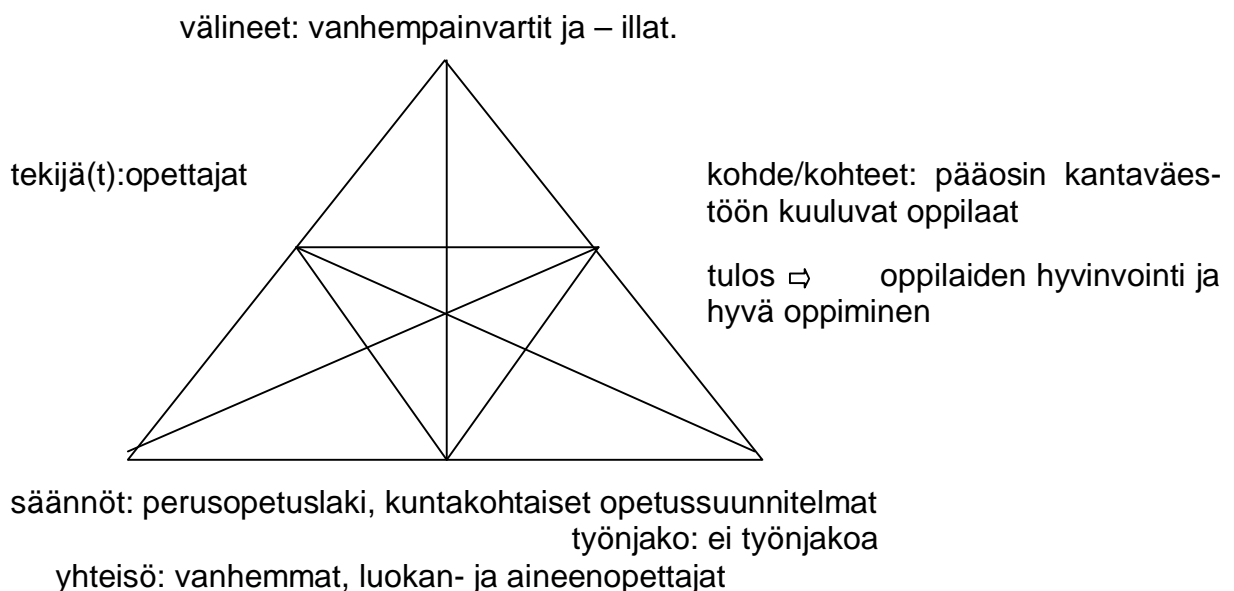 välineet: vanhempainvartit ja – illat.
tekijä(t):opettajat
kohde/kohteet: pääosin kantaväes-
töön kuuluvat oppilaat
tulos ⇨ oppilaiden hyvinvointi ja
hyvä oppiminen
säännöt: perusopetuslaki, kuntakohtaiset opetussuunnitelmat
työnjako: ei työnjakoa
yhteisö: vanhemmat, luokan- ja aineenopettajat